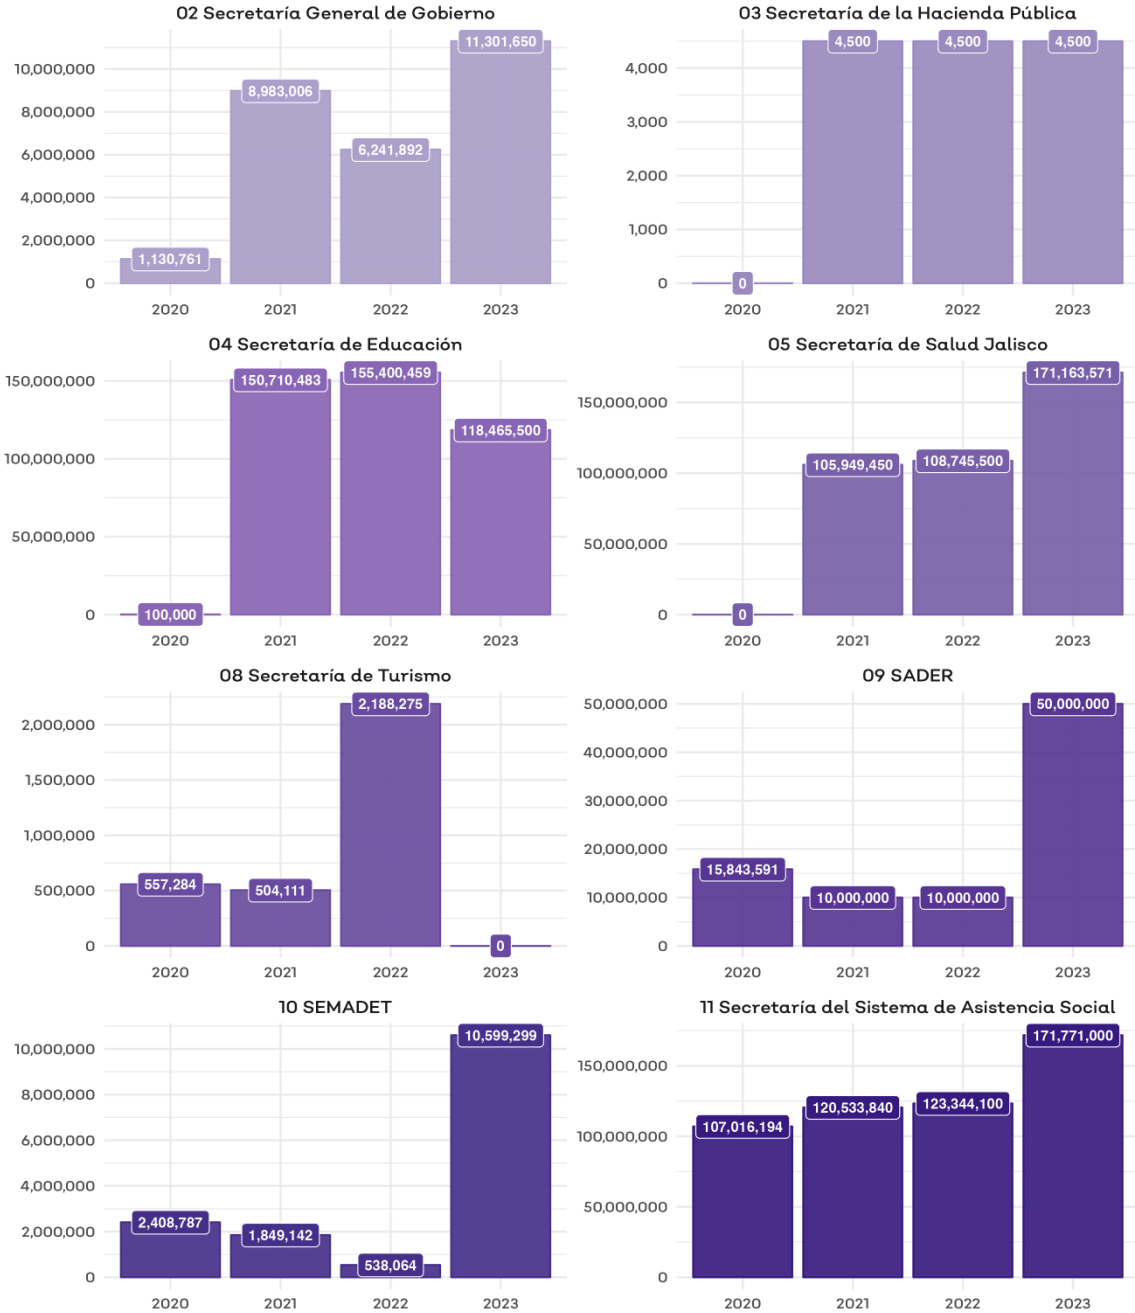 02 Secretaría General de Gobierno
11,301,650
10,000,000
8,983,006
8,000,000
6,241,892
6,000,000
4,000,000
2,000,000
1,130,761
0
2020 2021 2022 2023
03 Secretaría de la Hacienda Pública
4,500 4,500 4,500
4,000
3,000
2,000
1,000
0 0
2020 2021 2022 2023
04 Secretaría de Educación
155,400,459
150,000,000 150,710,483
118,465,500
100,000,000
50,000,000
0 100,000
2020 2021 2022 2023
05 Secretaría de Salud Jalisco
171,163,571
150,000,000
105,949,450 108,745,500
100,000,000
50,000,000
0 0
2020 2021 2022 2023
08 Secretaría de Turismo
2,188,275
2,000,000
1,500,000
1,000,000
557,284
500,000 504,111
0 0
2020 2021 2022 2023
09 SADER
50,000,000 50,000,000
40,000,000
30,000,000
20,000,000
15,843,591
10,000,000 10,000,000 10,000,000
0
2020 2021 2022 2023
10 SEMADET
10,599,299
10,000,000
8,000,000
6,000,000
4,000,000
2,408,787
2,000,000 1,849,142
538,064
0
2020 2021 2022 2023
11 Secretaría del Sistema de Asistencia Social
171,771,000
150,000,000
107,016,194 120,533,840 123,344,100
100,000,000
50,000,000
0
2020 2021 2022 2023